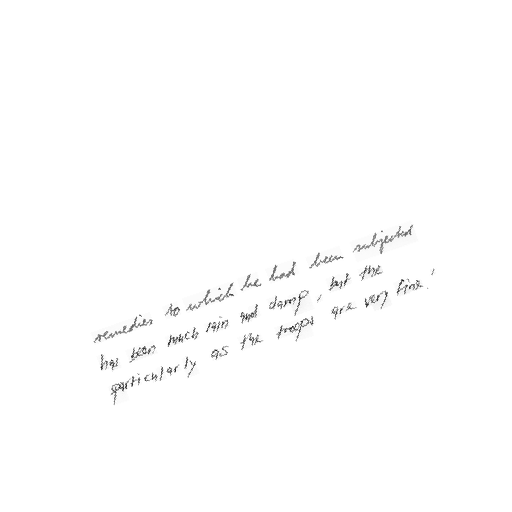 remedies to which he had been subjected
has been much rain and damp, but the
particularly as the troops are very fine.'